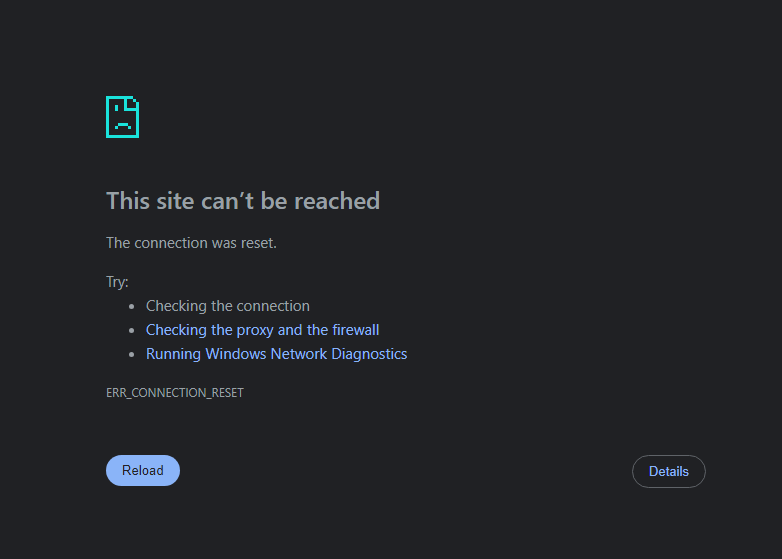 This site can’t be reached
The connection was reset.
Try:
Checking the connection
Checking the proxy and the firewall
Running Windows Network Diagnostics
ERR_CONNECTION_RESET
Reload
Details